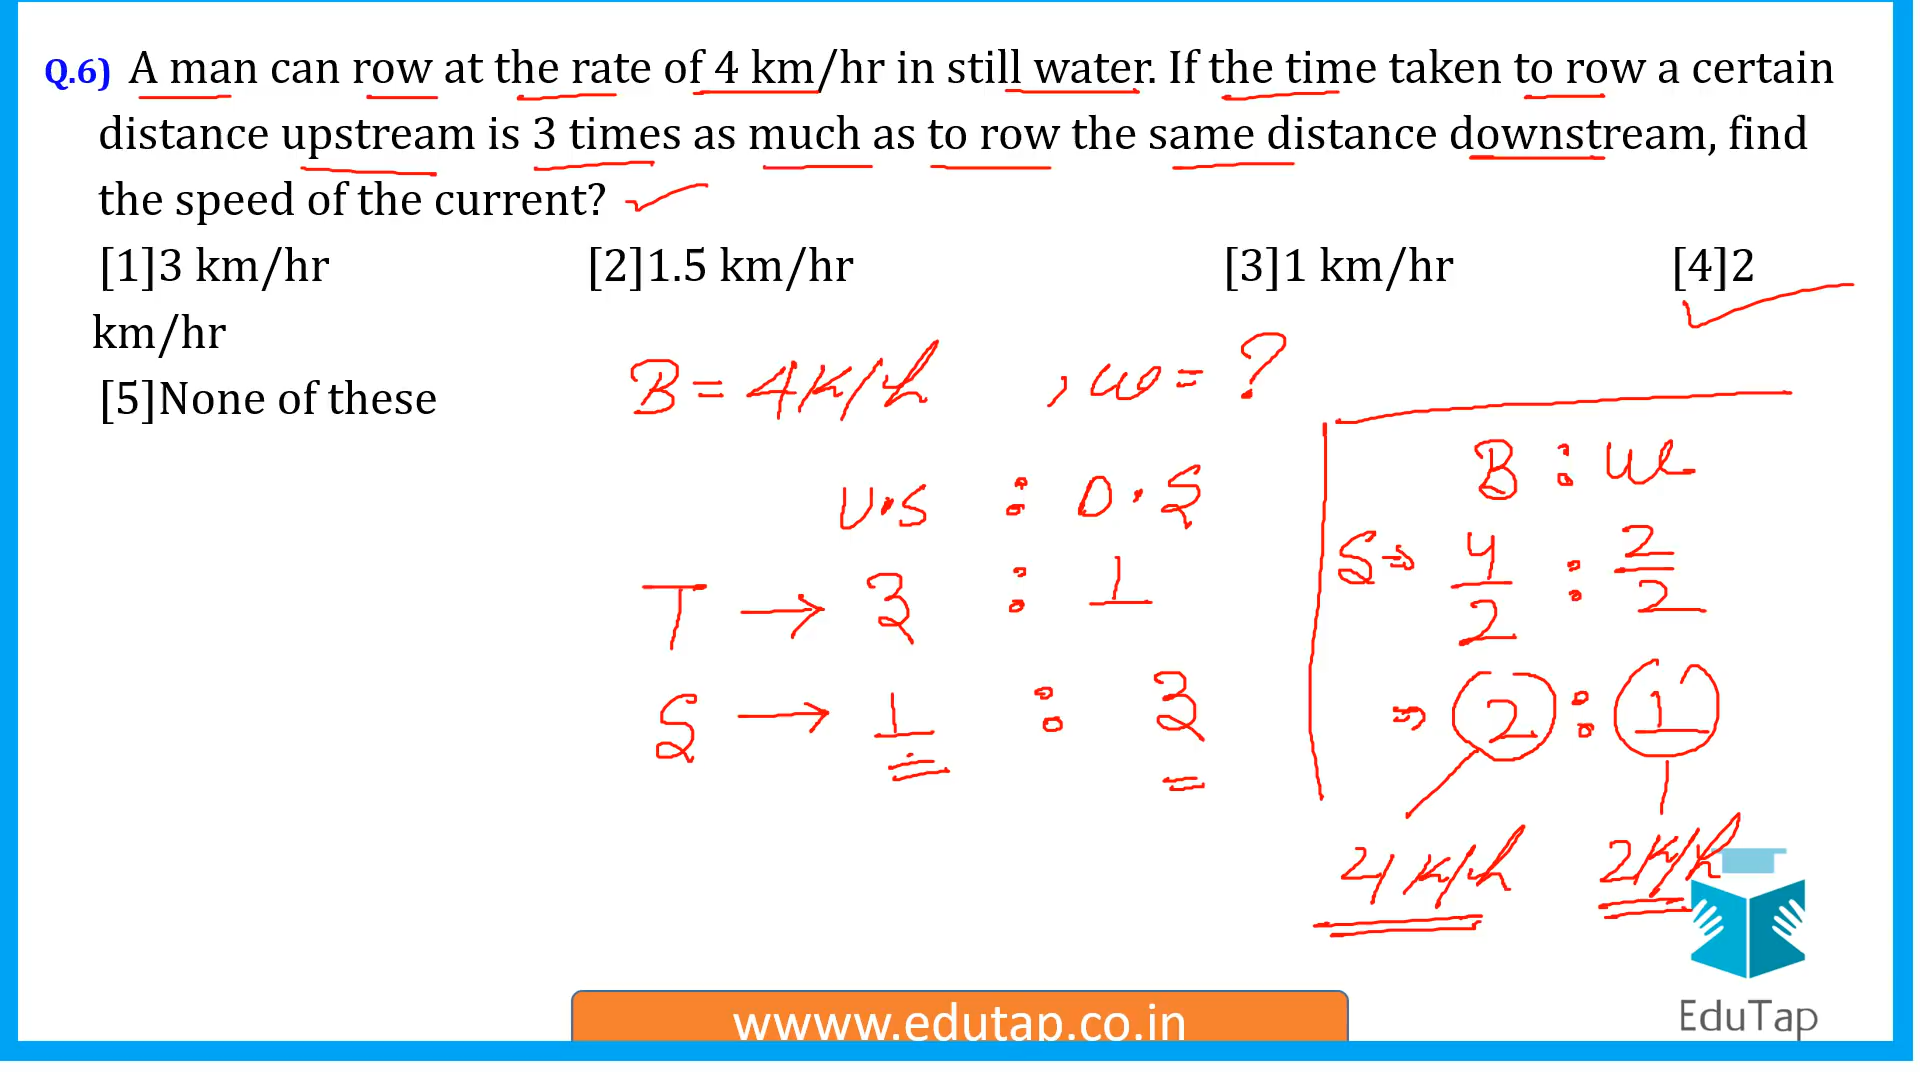 Q.6) A man can row at the rate of 4 km/hr in still water. If the time taken to row a certain
distance upstream is 3 times as much as to row the same distance downstream, find
the speed of the current?
[1]3 km/hr [2]1.5 km/hr [3]1 km/hr [4]2
km/hr
[5]None of these
B = 4K/h , w = ?
U.S : D.S
T → 3 : 1
S → 1 : 3
B : W
S ⇒ 4/2 : 2/2
⇒ 2 : 1
4K/h 2K/h
EduTap
wwww.edutap.co.in